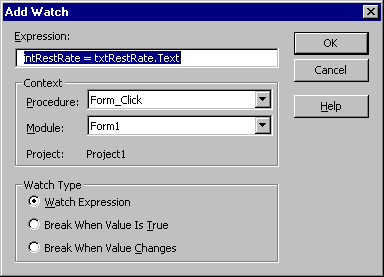 Add Watch
Expression:
intRestRate = txtRestRate.Text
OK
Cancel
Help
Context
Procedure: Form_Click
Module: Form1
Project: Project1
Watch Type
Watch Expression
Break When Value Is True
Break When Value Changes